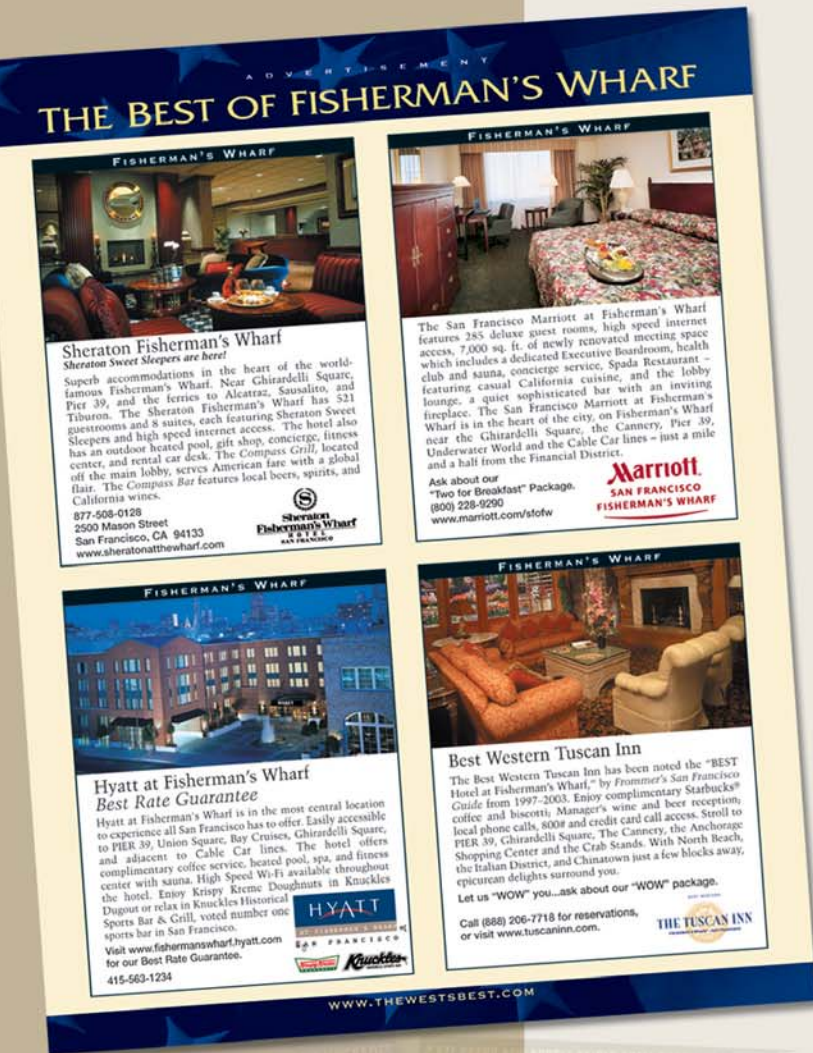 ADVERTISEMENT
THE BEST OF FISHERMAN'S WHARF
FISHERMAN'S WHARF
Sheraton Fisherman's Wharf
Sheraton Sweet Sleepers are here!
Superb accommodations in the heart of the world-
famous Fisherman's Wharf. Near Ghirardelli Square,
Pier 39, and the ferries to Alcatraz, Sausalito, and
Tiburon. The Sheraton Fisherman's Wharf has 521
guestrooms and 8 suites, each featuring Sheraton Sweet
Sleepers and high speed internet access. The hotel also
has an outdoor heated pool, gift shop, concierge, fitness
center, and rental car desk. The Compass Grill, located
off the main lobby, serves American fare with a global
flair. The Compass Bar features local beers, spirits, and
California wines.
877-508-0128
2500 Mason Street
San Francisco, CA 94133
www.sheratonatthewharf.com
S
Sheraton
Fisherman's Wharf
HOTEL
SAN FRANCISCO
FISHERMAN'S WHARF
The San Francisco Marriott at Fisherman's Wharf
features 285 deluxe guest rooms, high speed internet
access, 7,000 sq. ft. of newly renovated meeting space
which includes a dedicated Executive Boardroom, health
club and sauna, concierge service, Spada Restaurant –
featuring casual California cuisine, and the lobby
lounge, a quiet sophisticated bar with an inviting
fireplace. The San Francisco Marriott at Fisherman's
Wharf is in the heart of the city, on Fisherman's Wharf
near the Ghirardelli Square, the Cannery, Pier 39,
Underwater World and the Cable Car lines – just a mile
and a half from the Financial District.
Ask about our
"Two for Breakfast" Package.
(800) 228-9290
www.marriott.com/sfofw
Marriott
SAN FRANCISCO
FISHERMAN'S WHARF
FISHERMAN'S WHARF
HYATT
Hyatt at Fisherman's Wharf
Best Rate Guarantee
Hyatt at Fisherman's Wharf is in the most central location
to experience all San Francisco has to offer. Easily accessible
to PIER 39, Union Square, Bay Cruises, Ghirardelli Square,
and adjacent to Cable Car lines. The hotel offers
complimentary coffee service, heated pool, spa, and fitness
center with sauna. High Speed Wi-Fi available throughout
the hotel. Enjoy Krispy Kreme Doughnuts in Knuckles
Dugout or relax in Knuckles Historical
Sports Bar & Grill, voted number one
sports bar in San Francisco.
Visit www.fishermanswharf.hyatt.com
for our Best Rate Guarantee.
415-563-1234
HYATT
AT FISHERMAN'S WHARF
SAN FRANCISCO
Krispy Kreme
Knuckles
FISHERMAN'S WHARF
Best Western Tuscan Inn
The Best Western Tuscan Inn has been noted the "BEST
Hotel at Fisherman's Wharf," by Frommer's San Francisco
Guide from 1997–2003. Enjoy complimentary Starbucks®
coffee and biscotti; Manager's wine and beer reception;
local phone calls, 800# and credit card call access. Stroll to
PIER 39, Ghirardelli Square, The Cannery, the Anchorage
Shopping Center and the Crab Stands. With North Beach,
the Italian District, and Chinatown just a few blocks away,
epicurean delights surround you.
Let us "WOW" you...ask about our "WOW" package.
Call (888) 206-7718 for reservations,
or visit www.tuscaninn.com.
BEST WESTERN
THE TUSCAN INN
WWW.THEWESTSBEST.COM